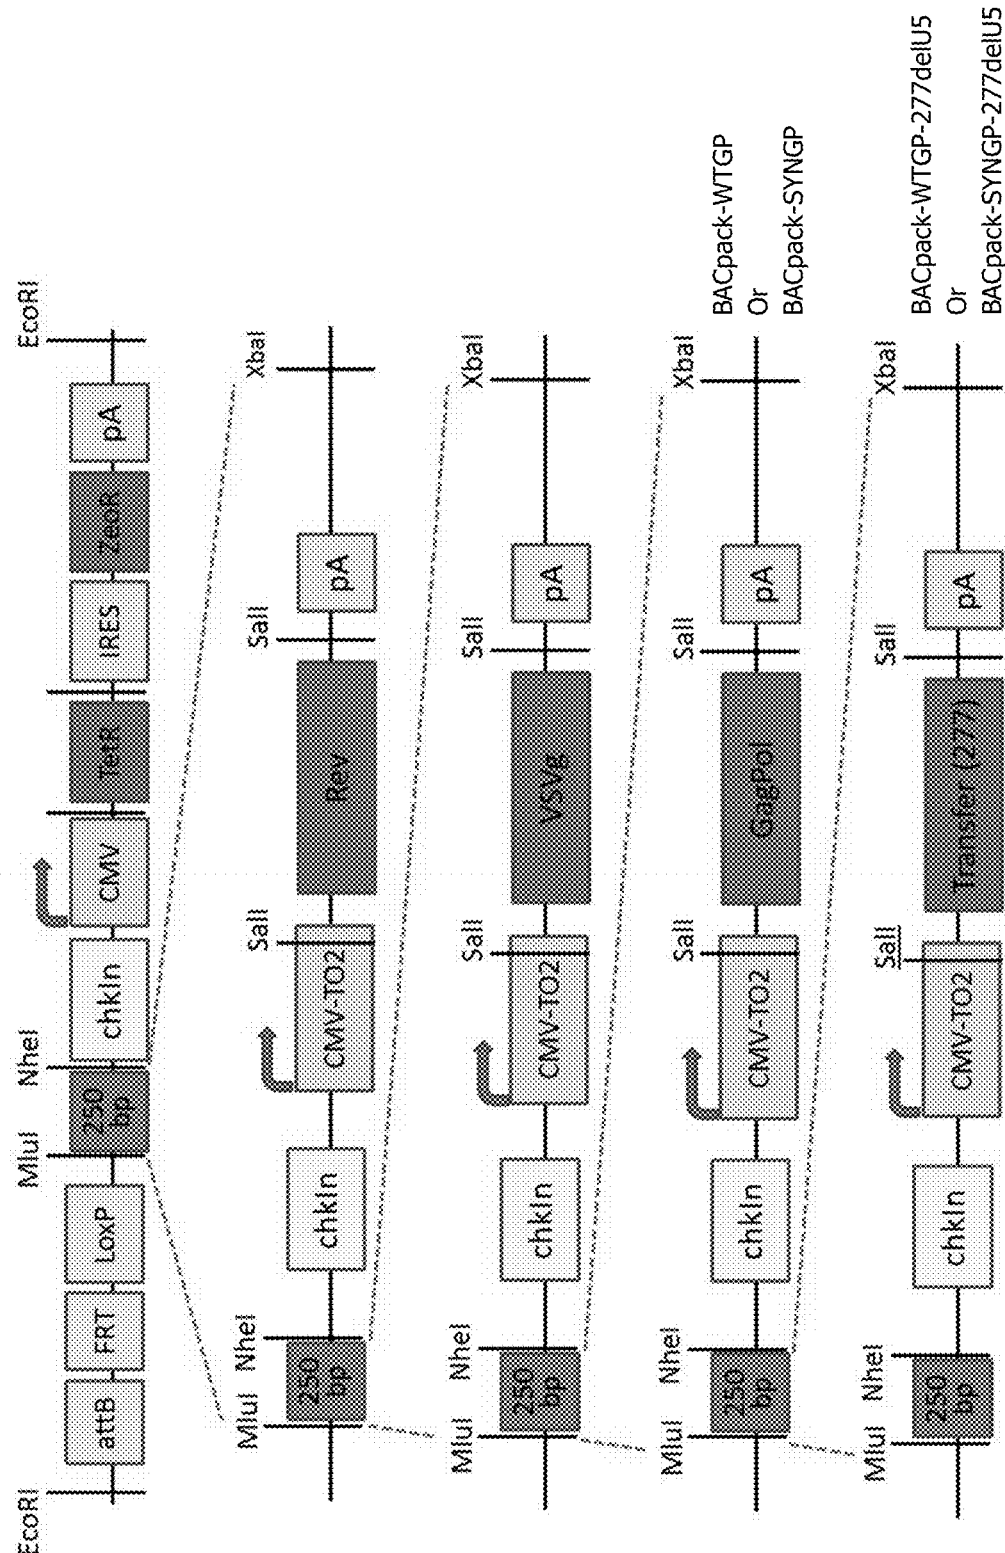 EcoRI
attB
FRT
LoxP
MluI
250
bp
NheI
chkIn
CMV
TetR
IRES
ZeoR
pA
EcoRI
MluI
250
bp
NheI
chkIn
CMV-TO2
SalI
Rev
SalI
pA
XbaI
MluI
250
bp
NheI
chkIn
CMV-TO2
SalI
VSVg
SalI
pA
XbaI
MluI
250
bp
NheI
chkIn
CMV-TO2
SalI
GagPol
SalI
pA
XbaI
BACpack-WTGP
Or
BACpack-SYNGP
MluI
250
bp
NheI
chkIn
CMV-TO2
SalI
Transfer (277)
SalI
pA
XbaI
BACpack-WTGP-277delU5
Or
BACpack-SYNGP-277delU5